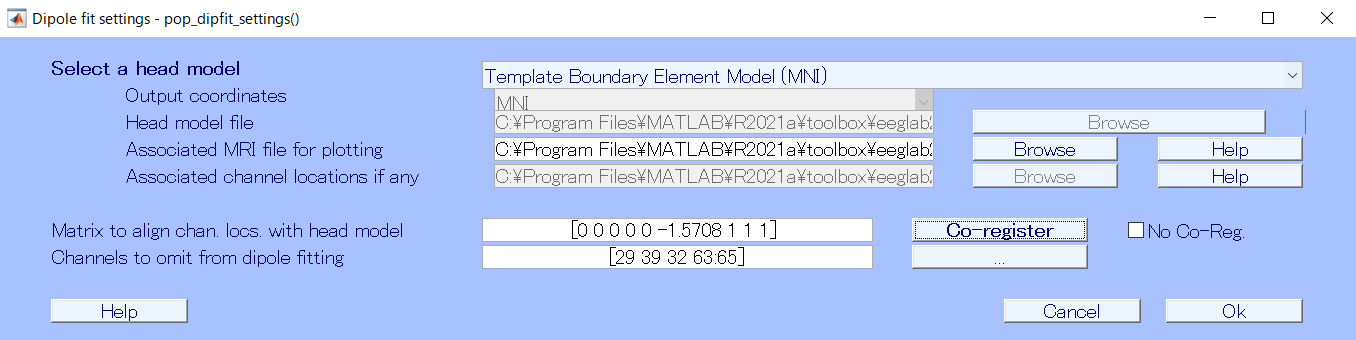 Dipole fit settings - pop_dipfit_settings()
Select a head model
Template Boundary Element Model (MNI)
Output coordinates
MNI
Head model file
C:¥Program Files¥MATLAB¥R2021a¥toolbox¥eeglab2
Browse
Associated MRI file for plotting
C:¥Program Files¥MATLAB¥R2021a¥toolbox¥eeglab2
Browse
Help
Associated channel locations if any
C:¥Program Files¥MATLAB¥R2021a¥toolbox¥eeglab2
Browse
Help
Matrix to align chan. locs. with head model
[0 0 0 0 0 -1.5708 1 1 1]
Co-register
No Co-Reg.
Channels to omit from dipole fitting
[29 39 32 63:65]
...
Help
Cancel
Ok